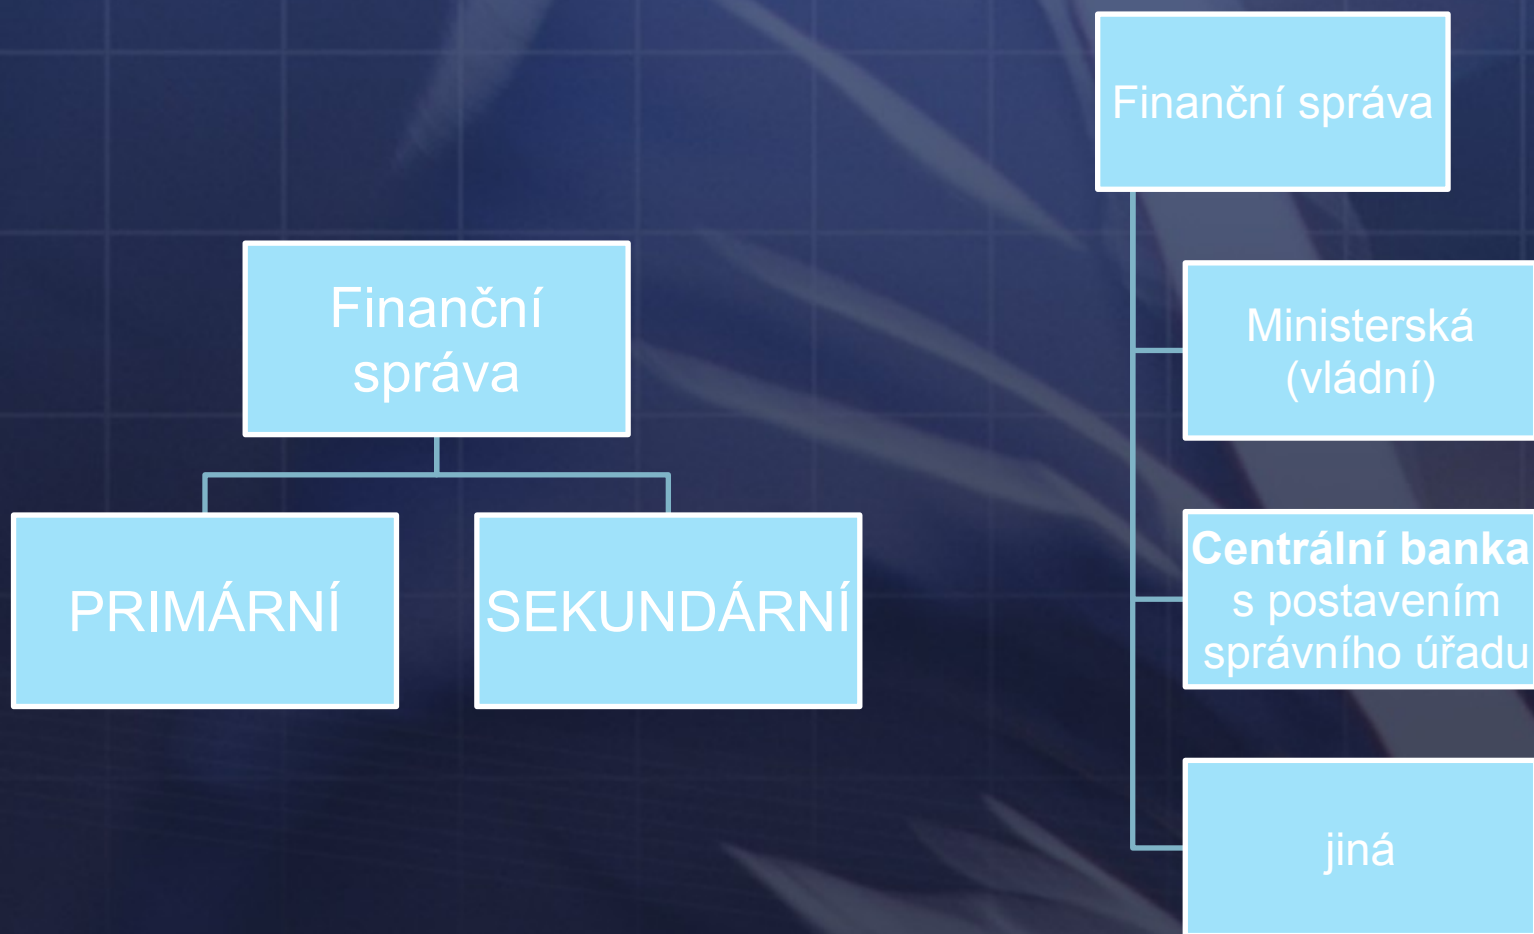 Finanční
správa
PRIMÁRNÍ
SEKUNDÁRNÍ
Finanční správa
Ministerská
(vládní)
Centrální banka
s postavením
správního úřadu
jiná